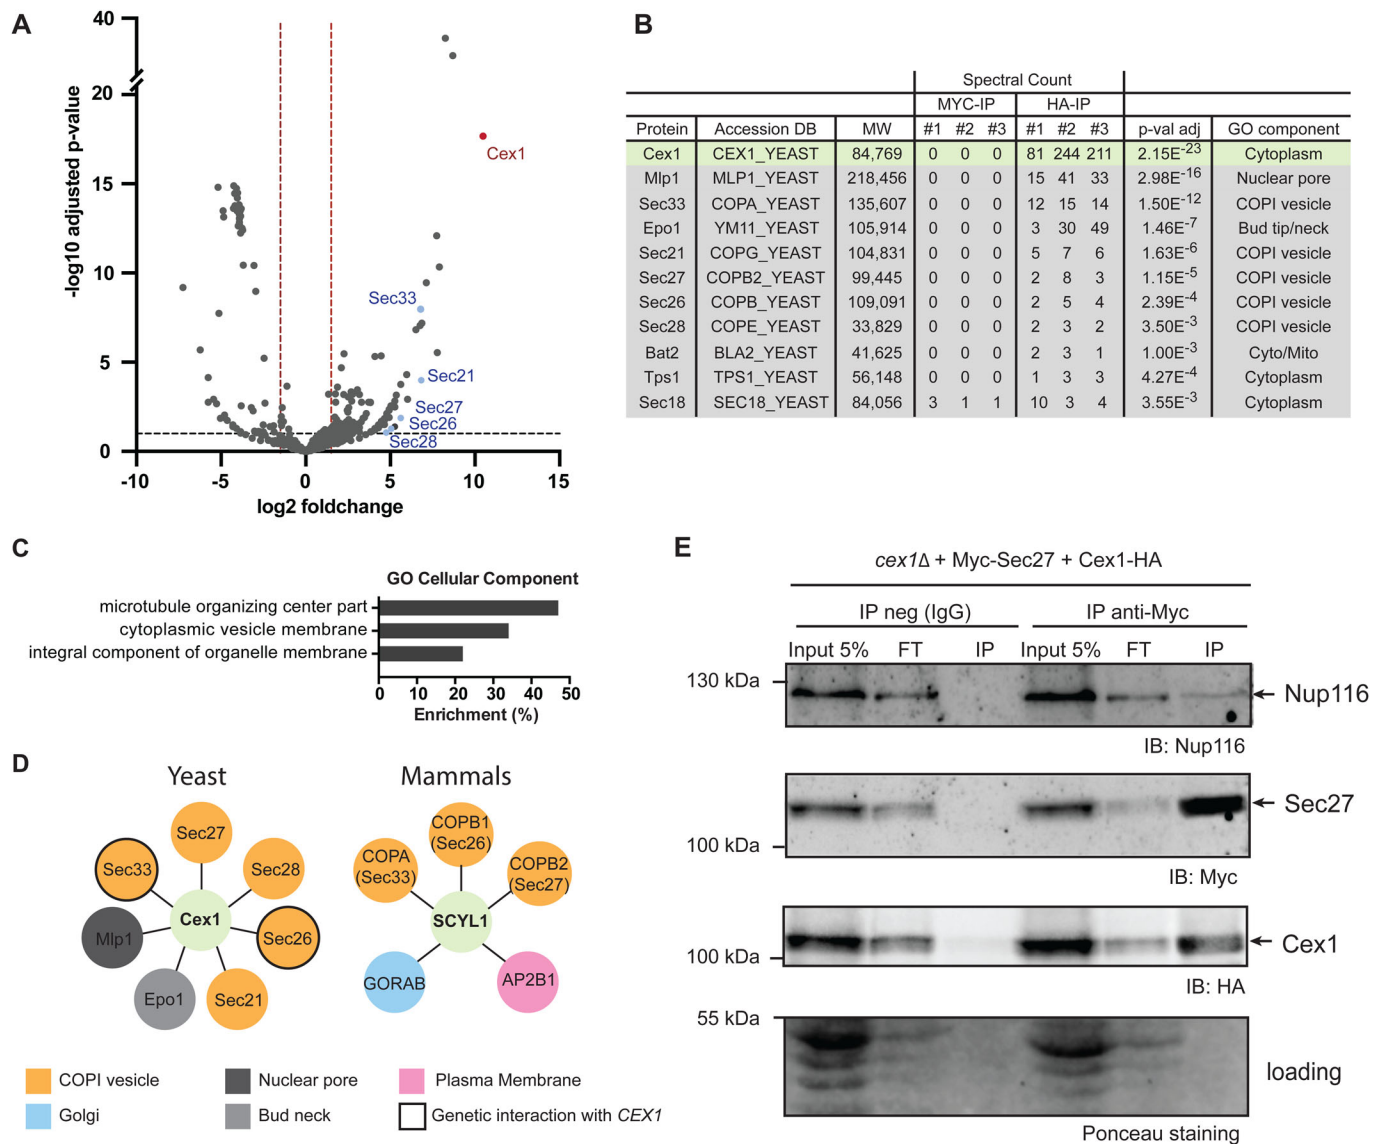 A
-log10 adjusted p-value
40
20
15
10
5
0
-10
-5
0
5
10
15
log2 foldchange
Cex1
Sec33
Sec21
Sec27
Sec26
Sec28
B
Spectral Count
MYC-IP HA-IP
Protein Accession DB MW #1 #2 #3 #1 #2 #3 p-val adj GO component
Cex1 CEX1_YEAST 84,769 0 0 0 81 244 211 2.15E-23 Cytoplasm
Mlp1 MLP1_YEAST 218,456 0 0 0 15 41 33 2.98E-16 Nuclear pore
Sec33 COPA_YEAST 135,607 0 0 0 12 15 14 1.50E-12 COPI vesicle
Epo1 YM11_YEAST 105,914 0 0 0 3 30 49 1.46E-7 Bud tip/neck
Sec21 COPG_YEAST 104,831 0 0 0 5 7 6 1.63E-6 COPI vesicle
Sec27 COPB2_YEAST 99,445 0 0 0 2 8 3 1.15E-5 COPI vesicle
Sec26 COPB_YEAST 109,091 0 0 0 2 5 4 2.39E-4 COPI vesicle
Sec28 COPE_YEAST 33,829 0 0 0 2 3 2 3.50E-3 COPI vesicle
Bat2 BLA2_YEAST 41,625 0 0 0 2 3 1 1.00E-3 Cyto/Mito
Tps1 TPS1_YEAST 56,148 0 0 0 1 3 3 4.27E-4 Cytoplasm
Sec18 SEC18_YEAST 84,056 3 1 1 10 3 4 3.55E-3 Cytoplasm
C
GO Cellular Component
microtubule organizing center part
cytoplasmic vesicle membrane
integral component of organelle membrane
0 10 20 30 40 50
Enrichment (%)
D
Yeast
Sec27
Sec33
Sec28
Cex1
Mlp1
Sec26
Epo1
Sec21
Mammals
COPB1
(Sec26)
COPA
(Sec33)
COPB2
(Sec27)
SCYL1
GORAB
AP2B1
COPI vesicle
Nuclear pore
Plasma Membrane
Golgi
Bud neck
Genetic interaction with CEX1
E
cex1Δ + Myc-Sec27 + Cex1-HA
IP neg (IgG) IP anti-Myc
Input 5% FT IP Input 5% FT IP
130 kDa
Nup116
IB: Nup116
Sec27
100 kDa
IB: Myc
Cex1
100 kDa
IB: HA
55 kDa
loading
Ponceau staining